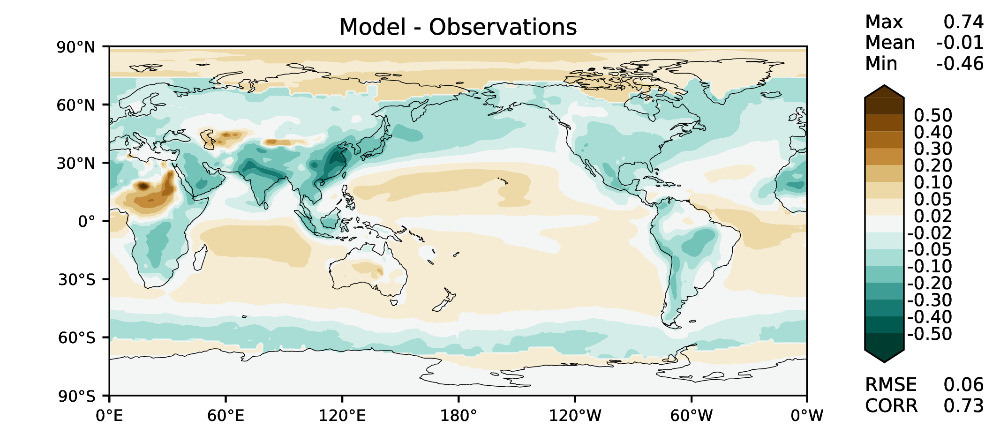 Model - Observations
Max 0.74
Mean -0.01
Min -0.46
90°N
60°N
30°N
0°
30°S
60°S
90°S
0°E 60°E 120°E 180° 120°W 60°W 0°W
0.50
0.40
0.30
0.20
0.10
0.05
0.02
-0.02
-0.05
-0.10
-0.20
-0.30
-0.40
-0.50
RMSE 0.06
CORR 0.73